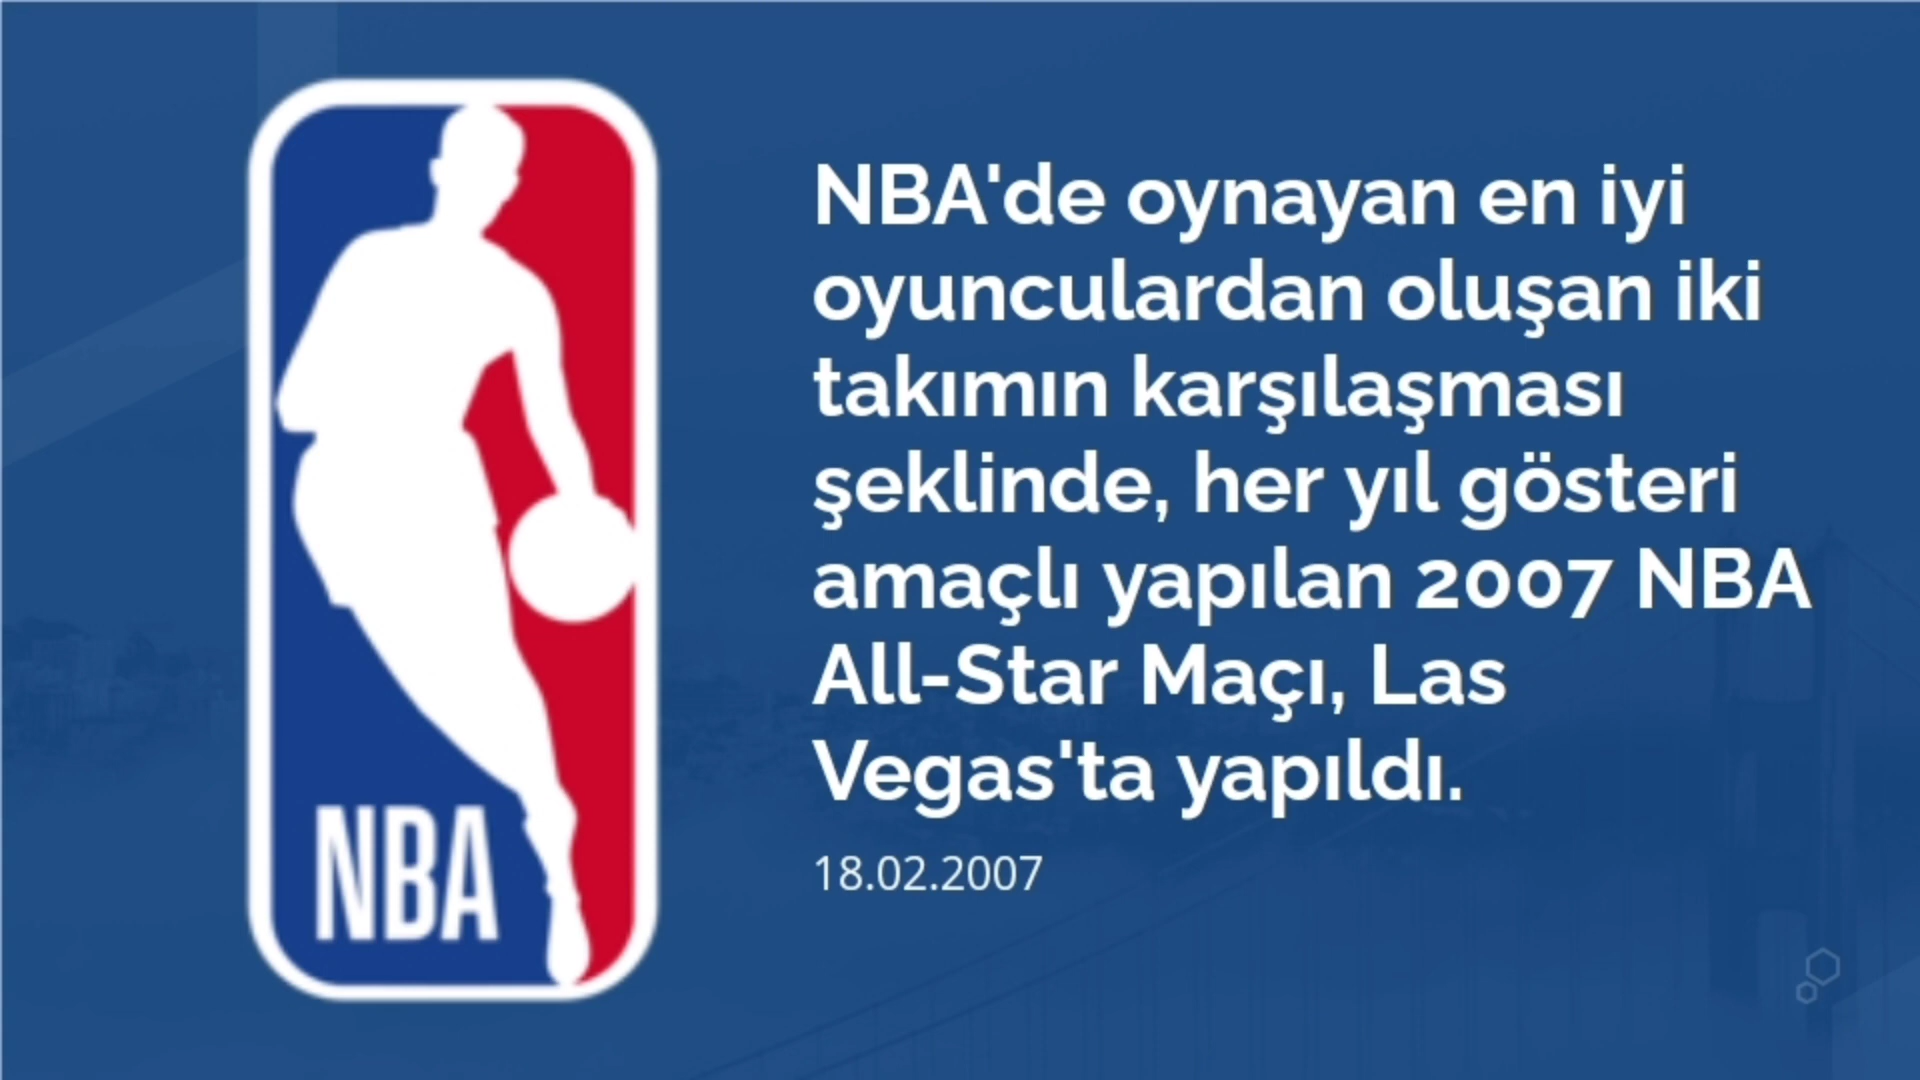 NBA
NBA'de oynayan en iyi
oyunculardan oluşan iki
takımın karşılaşması
şeklinde, her yıl gösteri
amaçlı yapılan 2007 NBA
All-Star Maçı, Las
Vegas'ta yapıldı.
18.02.2007